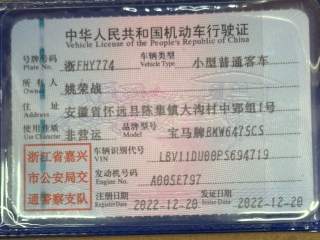 中华人民共和国机动车行驶证
Vehicle License of the People's Republic of China
号牌号码 浙FHY774 车辆类型 小型普通客车
Plate No. Vehicle Type
所有人 姚荣战
Owner
住址 安徽省怀远县陈集镇大沟村中郢组1号
Address
使用性质 非营运 品牌型号 宝马牌BMW6475CS
Use Character Model
浙江省嘉兴市公安局交通警察支队
车辆识别代号
VIN LBV11DU00PS694719
发动机号码
Engine No. A005E797
注册日期 2022-12-20 发证日期 2022-12-20
Register Date Issue Date